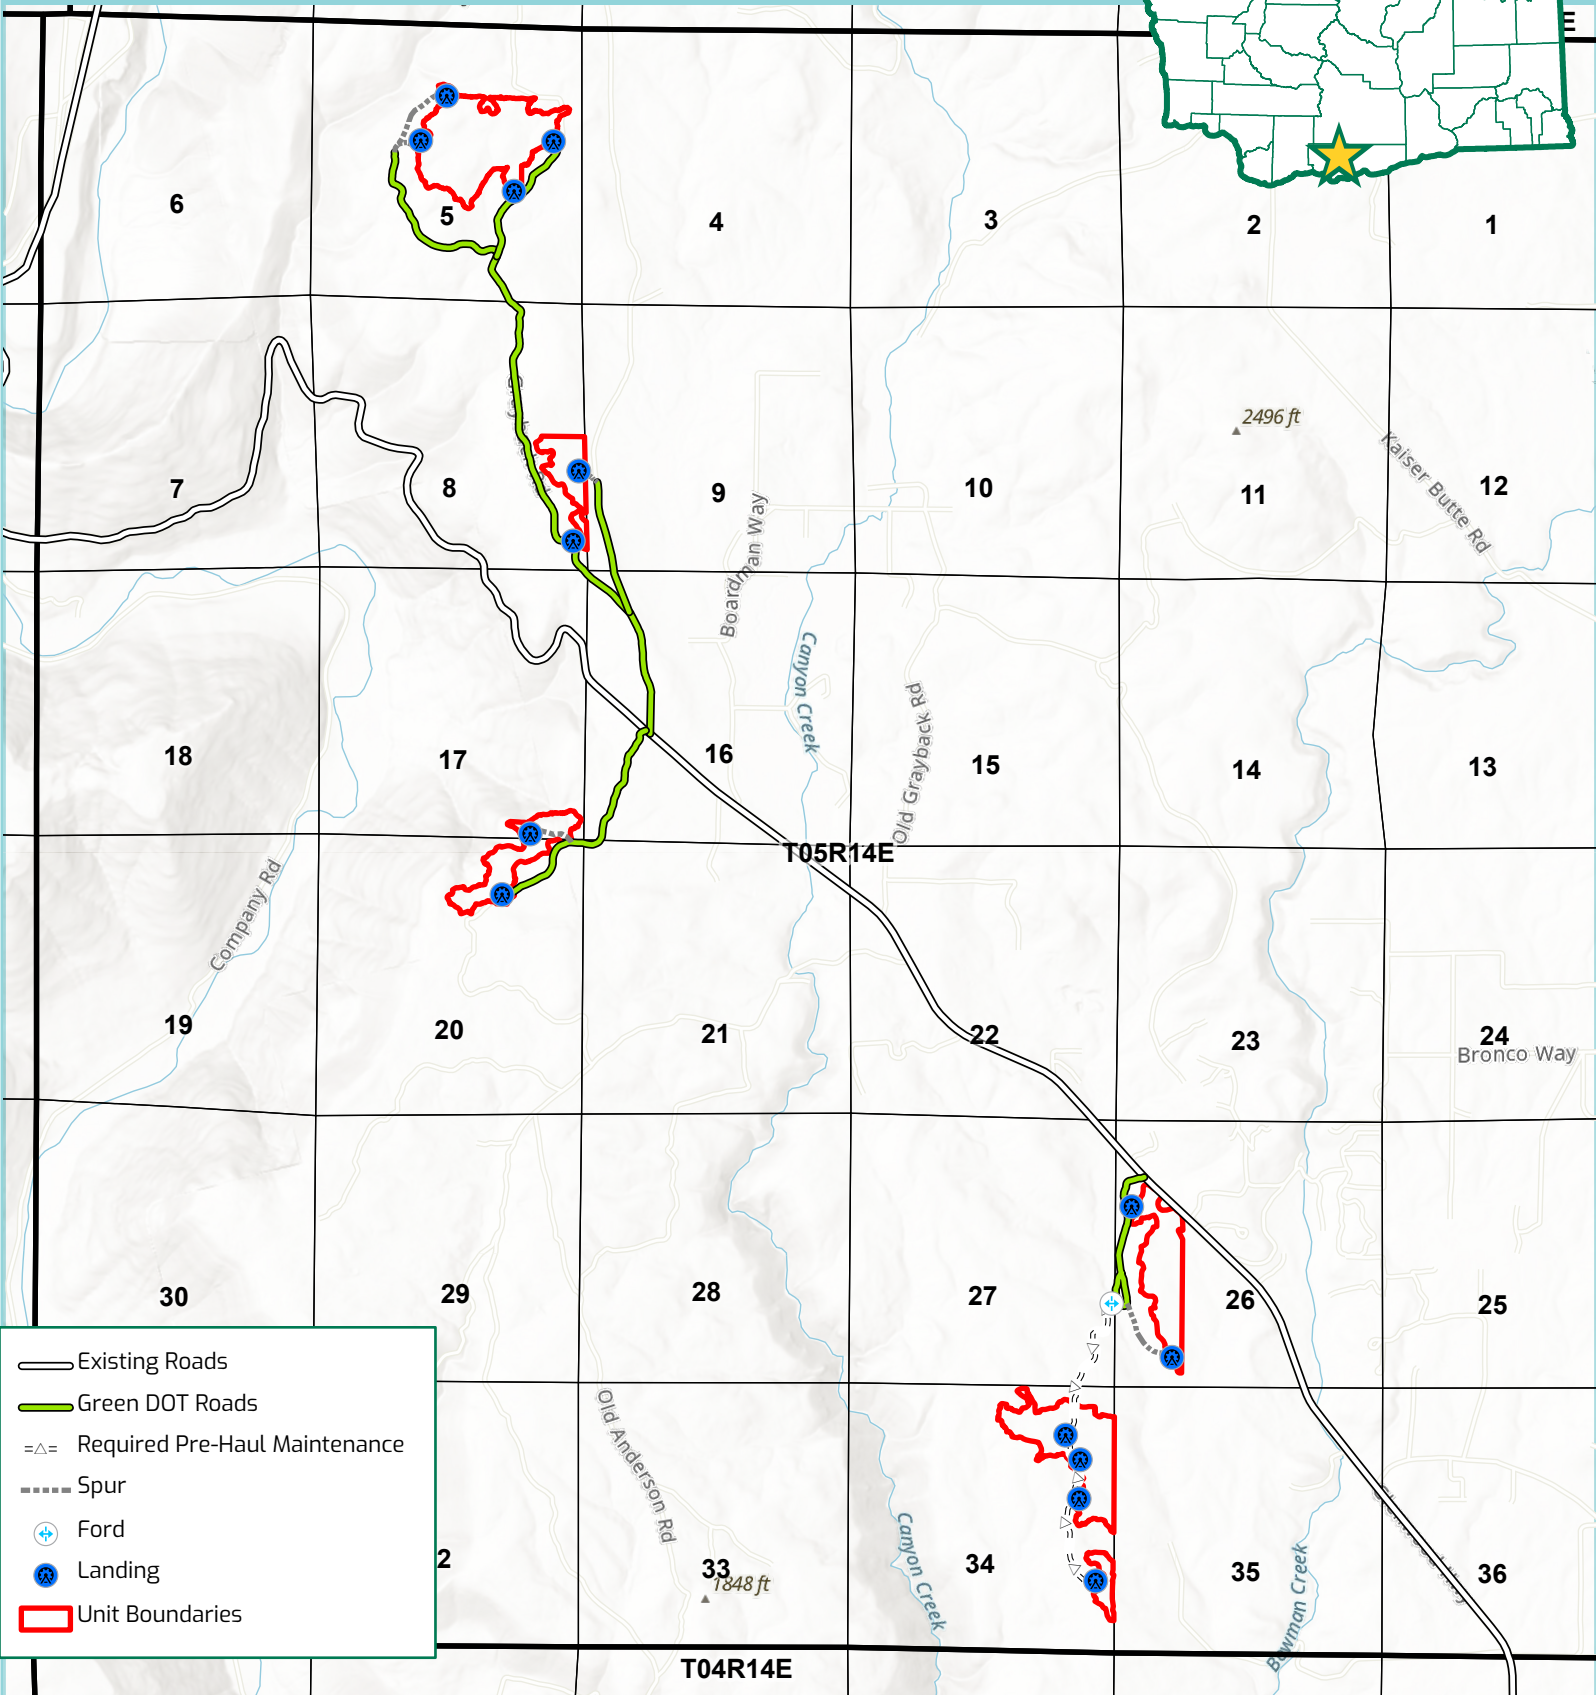 E
6
5
4
3
2
1
2496 ft
Kaiser Butte Rd
7
8
9
10
11
12
Boardman Way
Canyon Creek
Old Grayback Rd
18
17
16
15
14
13
T05R14E
Company Rd
19
20
21
22
23
24
Bronco Way
30
29
28
27
26
25
Existing Roads
Green DOT Roads
Required Pre-Haul Maintenance
Spur
Ford
Landing
Unit Boundaries
Old Anderson Rd
Canyon Creek
Bowman Creek
2
33
1848 ft
34
35
36
T04R14E